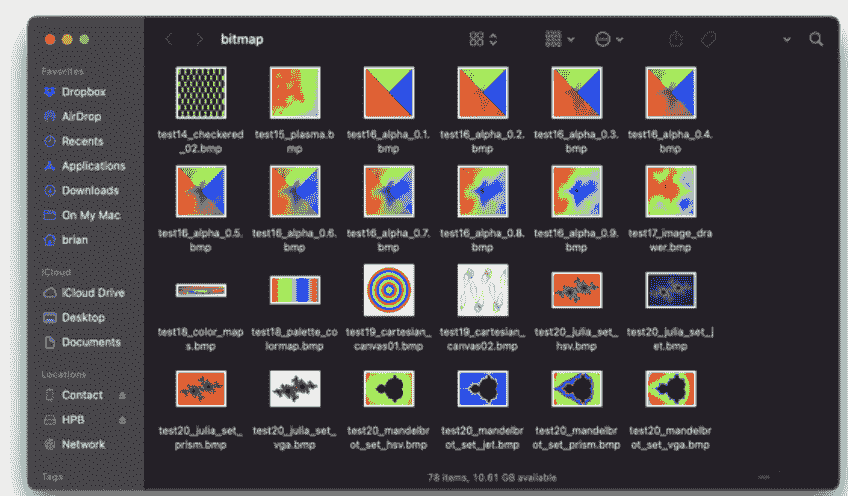 bitmap
Favorites
Dropbox
AirDrop
Recents
Applications
Downloads
On My Mac
brian
iCloud
iCloud Drive
Desktop
Documents
Locations
Contact
HPB
Network
Tags
test14_checkered
_02.bmp
test15_plasma.b
mp
test16_alpha_0.1.
bmp
test16_alpha_0.2.
bmp
test16_alpha_0.3.
bmp
test16_alpha_0.4.
bmp
test16_alpha_0.5.
bmp
test16_alpha_0.6.
bmp
test16_alpha_0.7.
bmp
test16_alpha_0.8.
bmp
test16_alpha_0.9.
bmp
test17_image_dra
wer.bmp
test18_color_map
s.bmp
test18_palette_co
lormap.bmp
test19_cartesian_
canvas01.bmp
test19_cartesian_
canvas02.bmp
test20_julia_set_
hsv.bmp
test20_julia_set_j
et.bmp
test20_julia_set_
prism.bmp
test20_julia_set_
vga.bmp
test20_mandelbr
ot_set_hsv.bmp
test20_mandelbr
ot_set_jet.bmp
test20_mandelbr
ot_set_prism.bmp
test20_mandelbr
ot_set_vga.bmp
78 items, 10.61 GB available